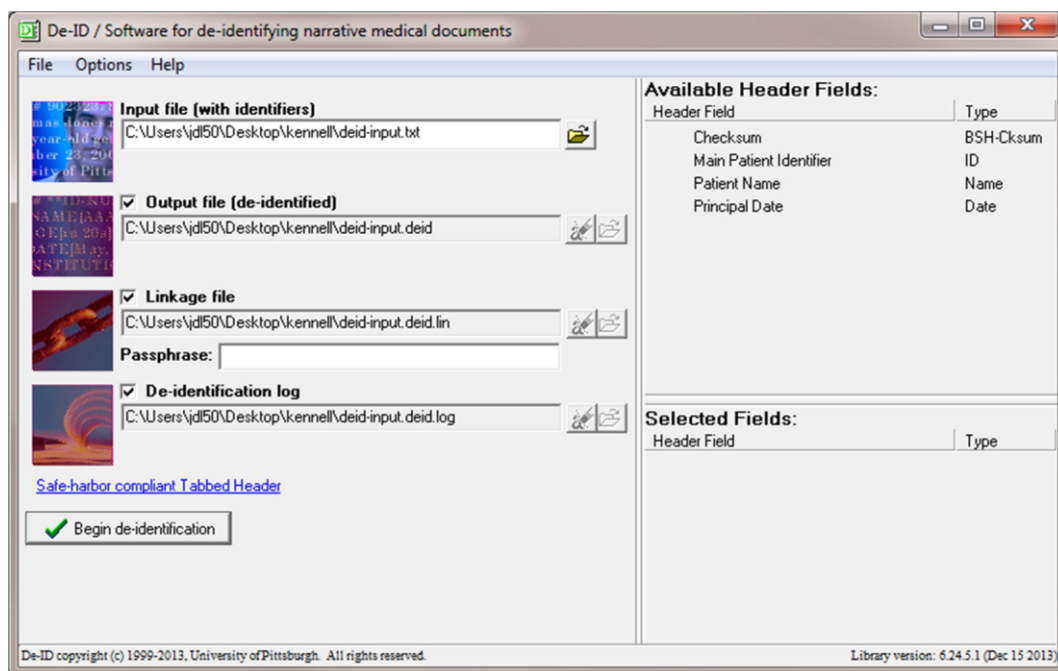 De-ID / Software for de-identifying narrative medical documents
File Options Help
Input file (with identifiers)
C:\Users\jdl50\Desktop\kennell\deid-input.txt
Output file (de-identified)
C:\Users\jdl50\Desktop\kennell\deid-input.deid
Linkage file
C:\Users\jdl50\Desktop\kennell\deid-input.deid.lin
Passphrase:
De-identification log
C:\Users\jdl50\Desktop\kennell\deid-input.deid.log
Safe-harbor compliant Tabbed Header
Begin de-identification
Available Header Fields:
Header Field Type
Checksum BSH-Cksum
Main Patient Identifier ID
Patient Name Name
Principal Date Date
Selected Fields:
Header Field Type
De-ID copyright (c) 1999-2013, University of Pittsburgh. All rights reserved.
Library version: 6.24.5.1 (Dec 15 2013)